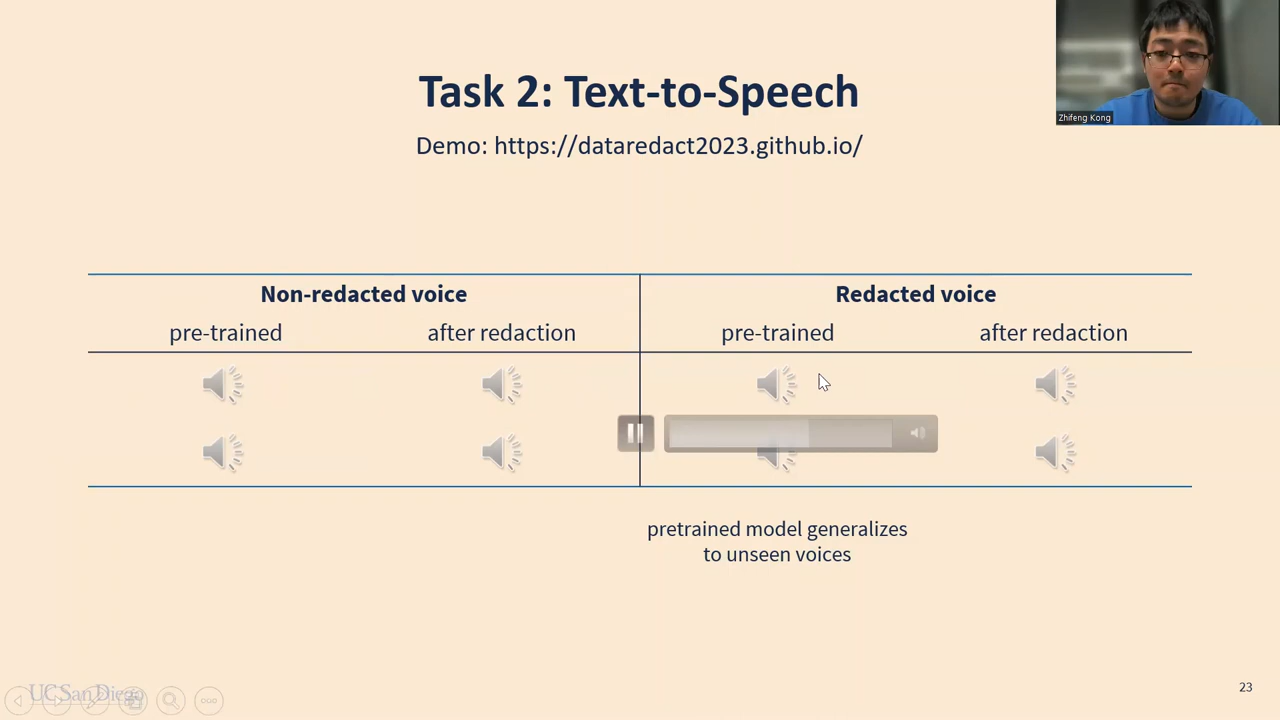 Zhifeng Kong
Task 2: Text-to-Speech
Demo: https://dataredact2023.github.io/
Non-redacted voice
Redacted voice
pre-trained
after redaction
pre-trained
after redaction
pretrained model generalizes
to unseen voices
UC San Diego
23